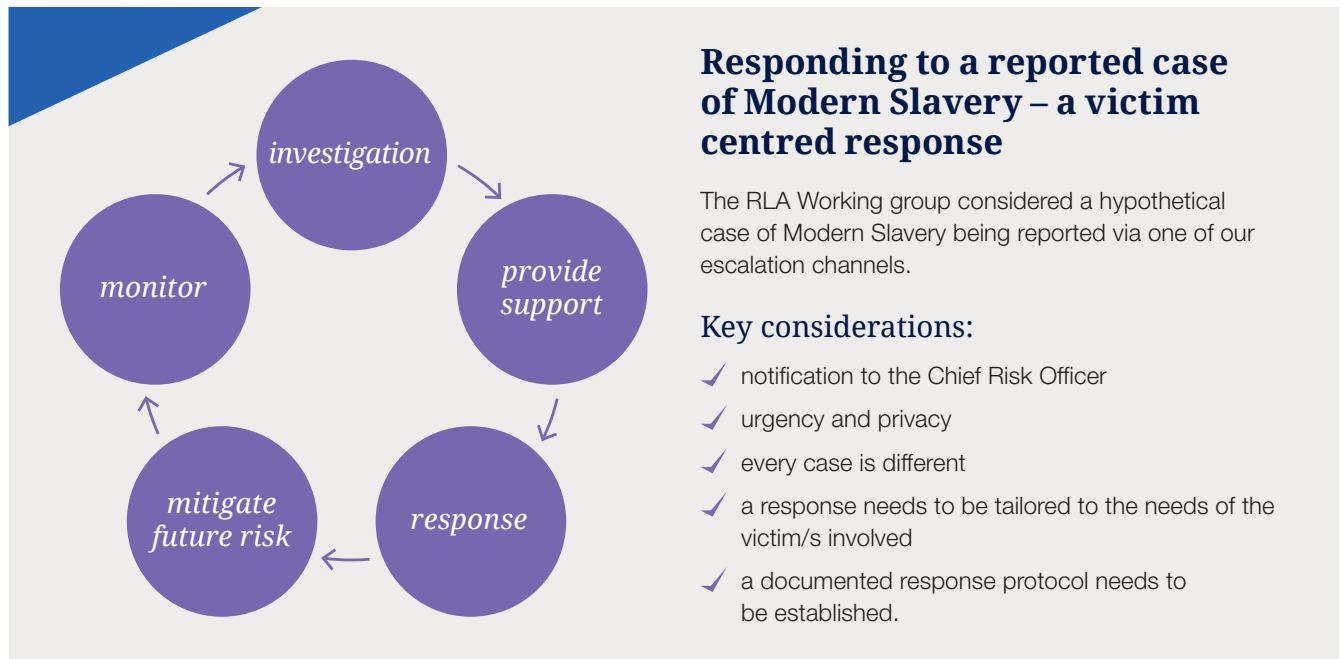 investigation
provide
support
response
mitigate
future risk
monitor
Responding to a reported case
of Modern Slavery – a victim
centred response
The RLA Working group considered a hypothetical
case of Modern Slavery being reported via one of our
escalation channels.
Key considerations:
notification to the Chief Risk Officer
urgency and privacy
every case is different
a response needs to be tailored to the needs of the
victim/s involved
a documented response protocol needs to
be established.